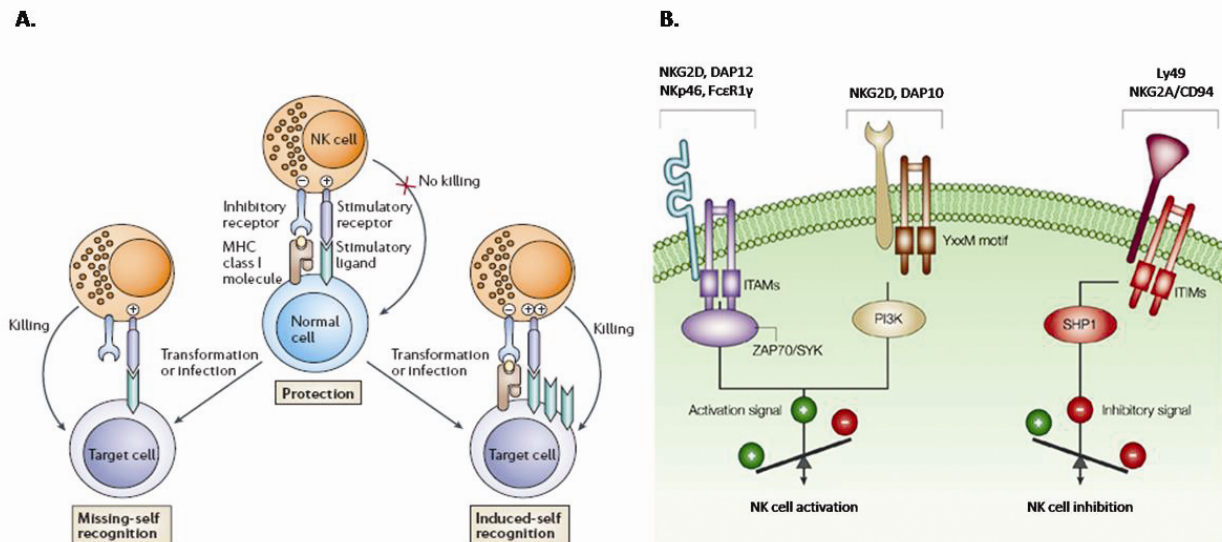 A.
NK cell
−
+
No killing
Inhibitory
receptor
Stimulatory
receptor
MHC
class I
molecule
Stimulatory
ligand
Normal
cell
Protection
Killing
+
Transformation
or infection
Target cell
Missing-self
recognition
Transformation
or infection
−
++
Killing
Target cell
Induced-self
recognition
B.
NKG2D, DAP12
NKp46, FcεR1γ
NKG2D, DAP10
Ly49
NKG2A/CD94
YxxM motif
ITAMs
ITIMs
PI3K
SHP1
ZAP70/SYK
Activation signal
+
−
+
NK cell activation
Inhibitory signal
+
−
−
NK cell inhibition